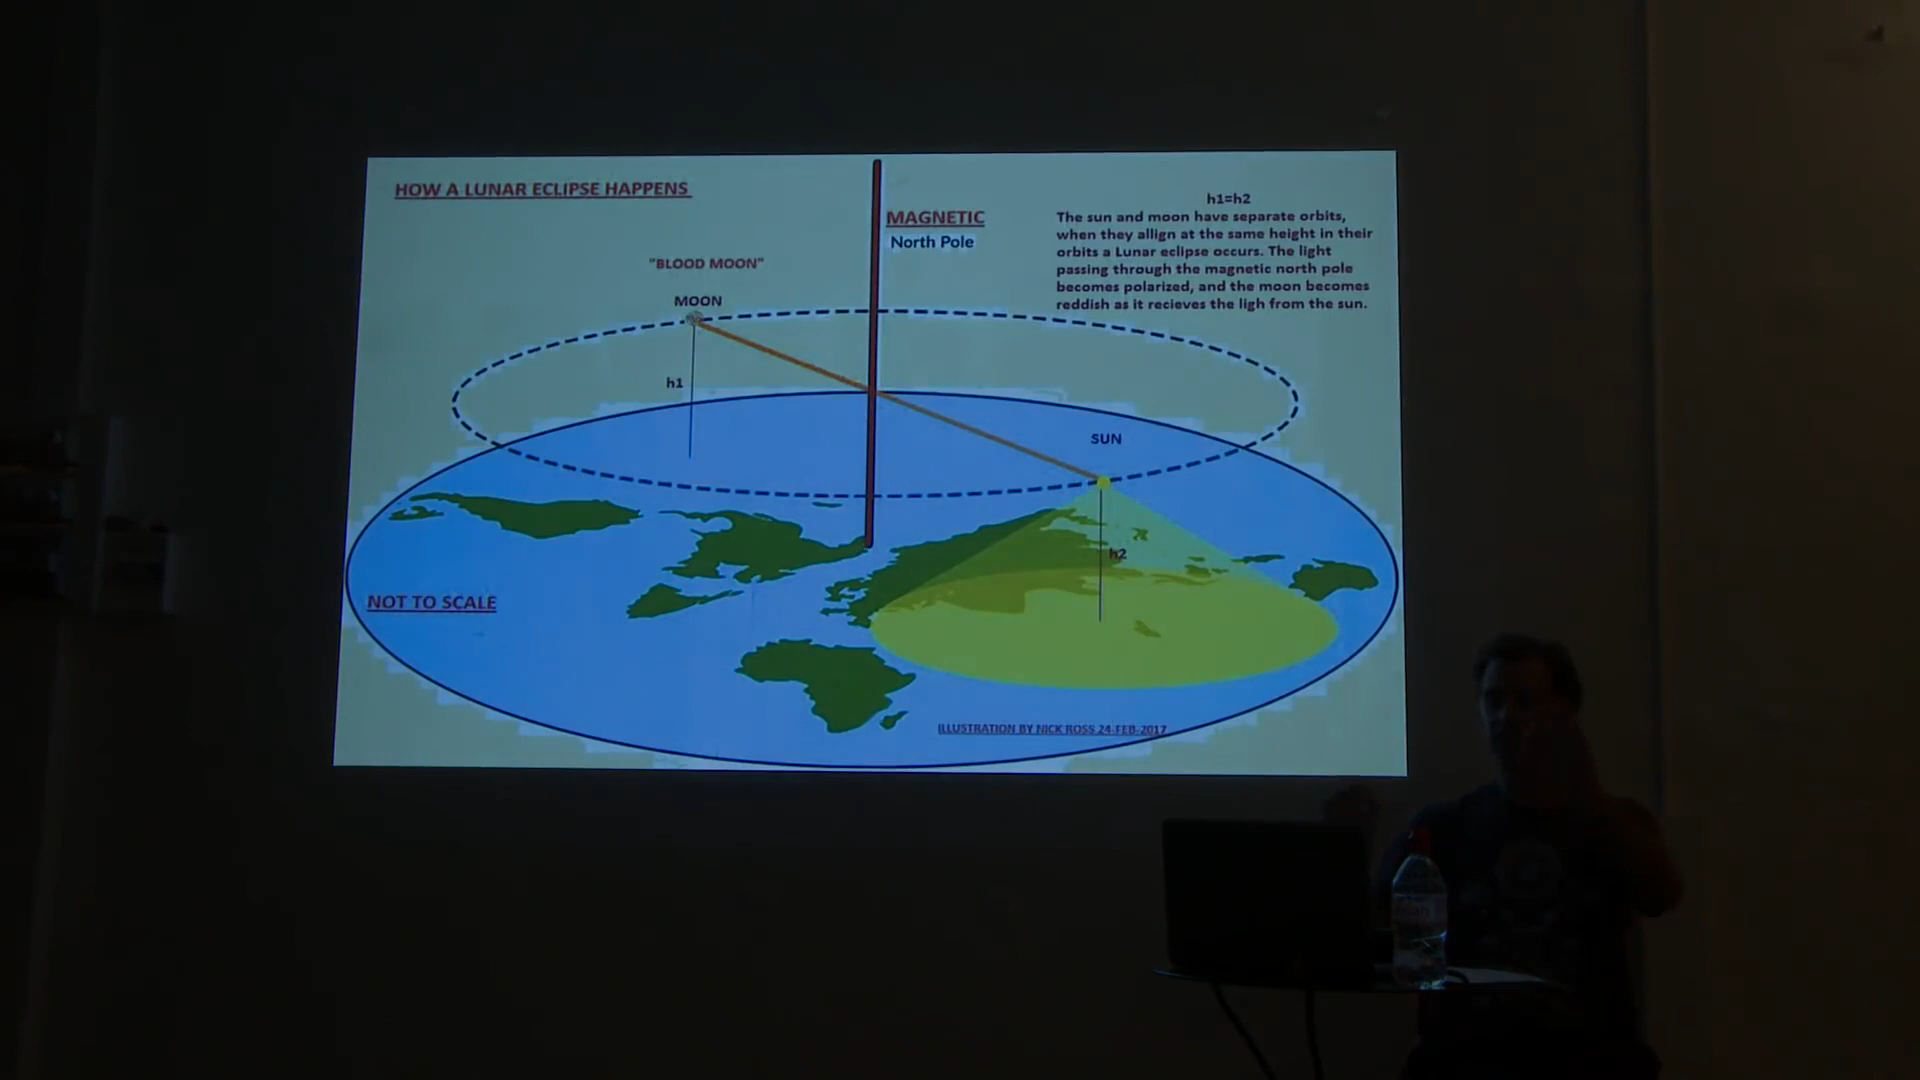 HOW A LUNAR ECLIPSE HAPPENS
MAGNETIC
North Pole
h1=h2
The sun and moon have separate orbits,
when they allign at the same height in their
orbits a Lunar eclipse occurs. The light
passing through the magnetic north pole
becomes polarized, and the moon becomes
reddish as it recieves the ligh from the sun.
"BLOOD MOON"
MOON
h1
SUN
h2
NOT TO SCALE
ILLUSTRATION BY NICK ROSS 24-FEB-2017